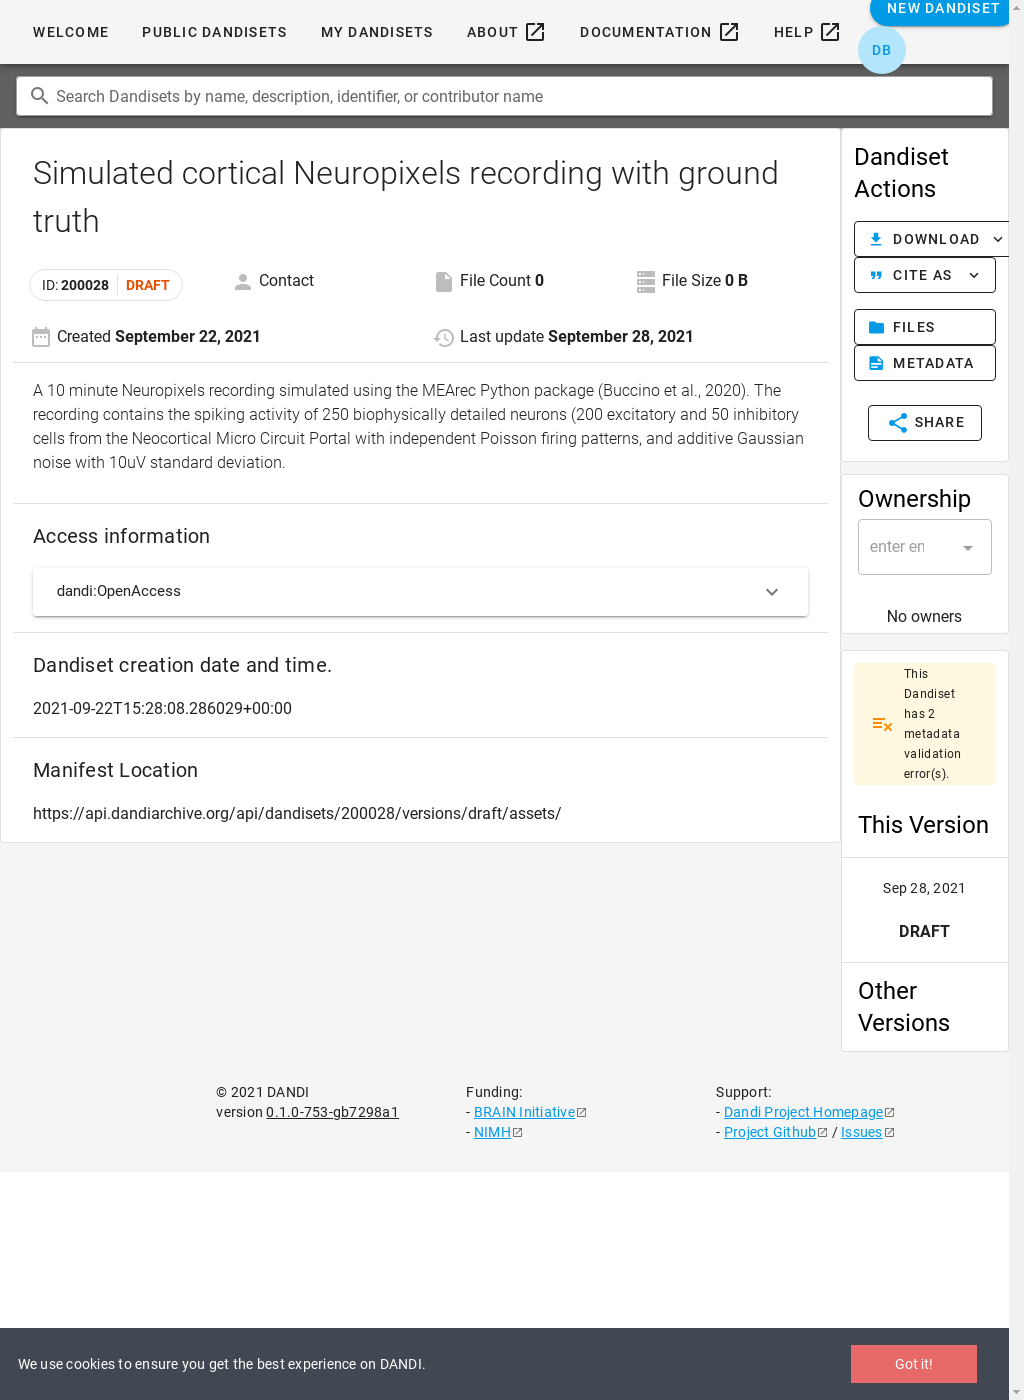 WELCOME
PUBLIC DANDISETS
MY DANDISETS
ABOUT
DOCUMENTATION
HELP
NEW DANDISET
DB
Search Dandisets by name, description, identifier, or contributor name
Simulated cortical Neuropixels recording with ground
truth
ID: 200028 DRAFT
Contact
File Count 0
File Size 0 B
Created September 22, 2021
Last update September 28, 2021
A 10 minute Neuropixels recording simulated using the MEArec Python package (Buccino et al., 2020). The
recording contains the spiking activity of 250 biophysically detailed neurons (200 excitatory and 50 inhibitory
cells from the Neocortical Micro Circuit Portal with independent Poisson firing patterns, and additive Gaussian
noise with 10uV standard deviation.
Access information
dandi:OpenAccess
Dandiset creation date and time.
2021-09-22T15:28:08.286029+00:00
Manifest Location
https://api.dandiarchive.org/api/dandisets/200028/versions/draft/assets/
Dandiset
Actions
DOWNLOAD
CITE AS
FILES
METADATA
SHARE
Ownership
enter en
No owners
This
Dandiset
has 2
metadata
validation
error(s).
This Version
Sep 28, 2021
DRAFT
Other
Versions
© 2021 DANDI
version 0.1.0-753-gb7298a1
Funding:
- BRAIN Initiative
- NIMH
Support:
- Dandi Project Homepage
- Project Github / Issues
We use cookies to ensure you get the best experience on DANDI.
Got it!